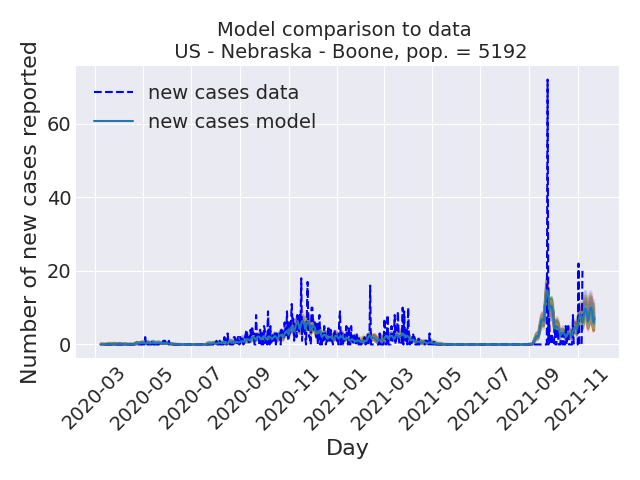 Model comparison to data
US - Nebraska - Boone, pop. = 5192
new cases data
new cases model
Number of new cases reported
60
40
20
0
2020-03
2020-05
2020-07
2020-09
2020-11
2021-01
2021-03
2021-05
2021-07
2021-09
2021-11
Day